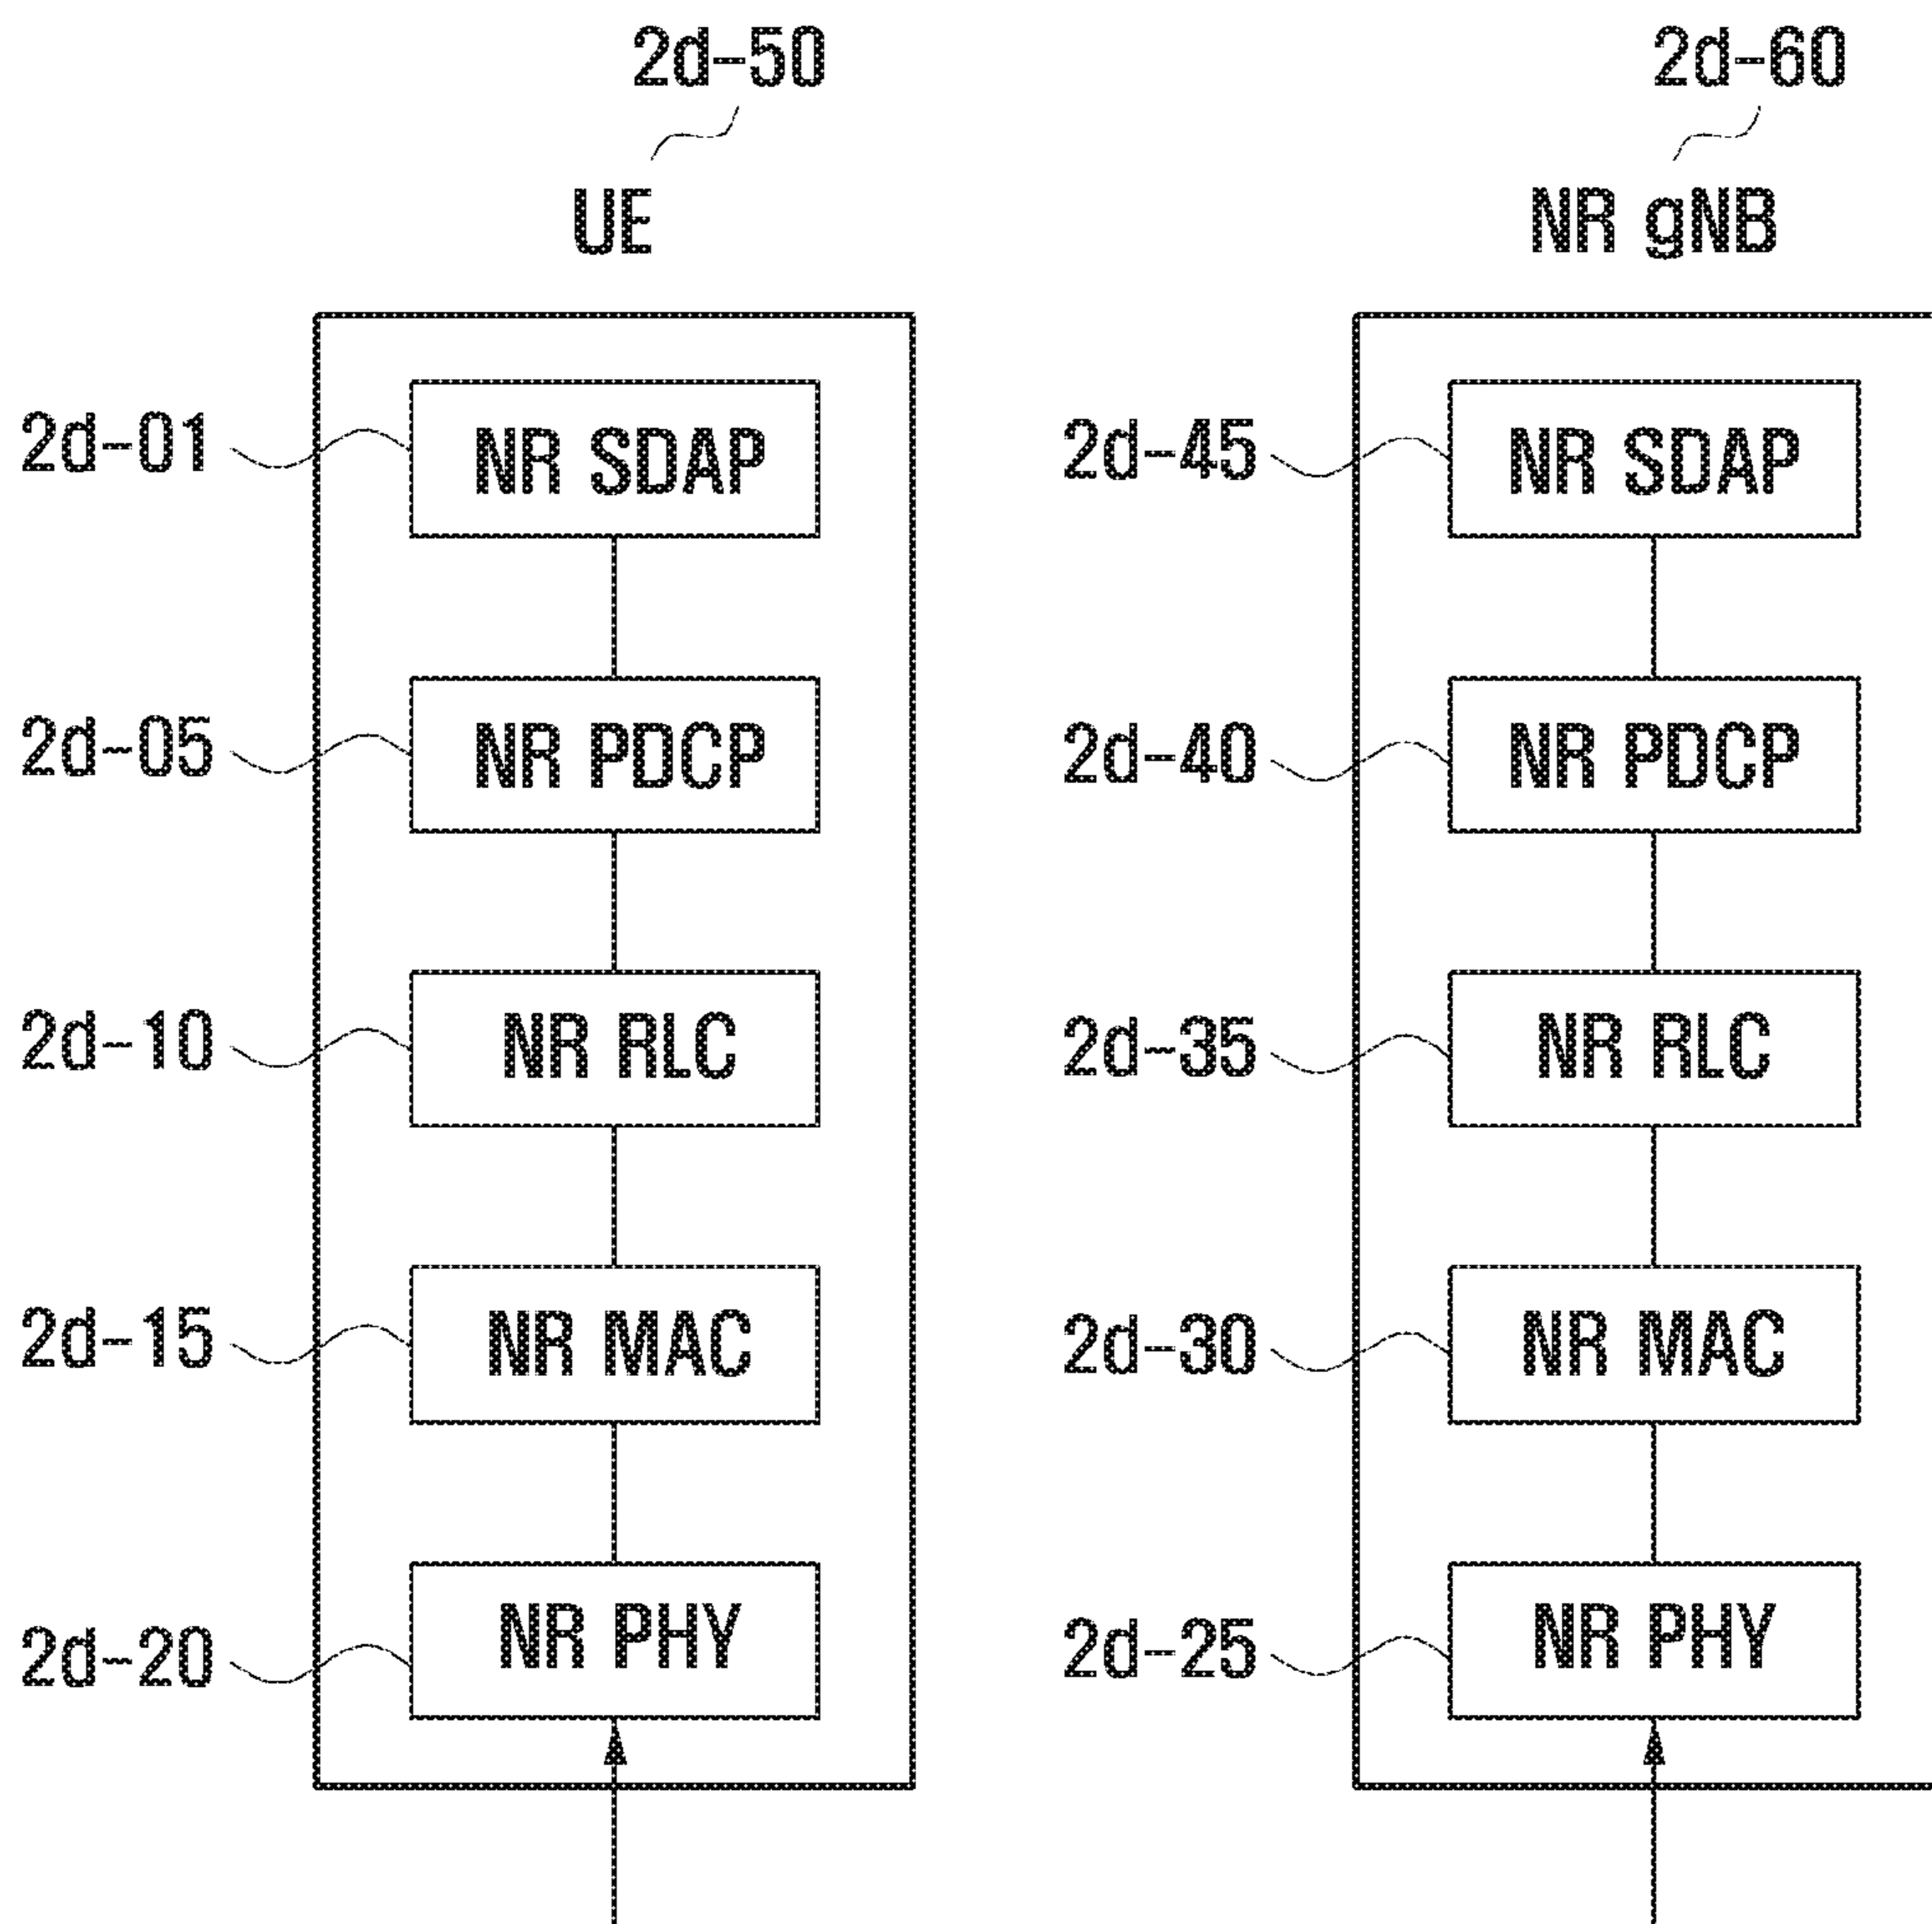 2d-50
2d-60
UE
NR gNB
2d-01
NR SDAP
2d-45
NR SDAP
2d-05
NR PDCP
2d-40
NR PDCP
2d-10
NR RLC
2d-35
NR RLC
2d-15
NR MAC
2d-30
NR MAC
2d-20
NR PHY
2d-25
NR PHY